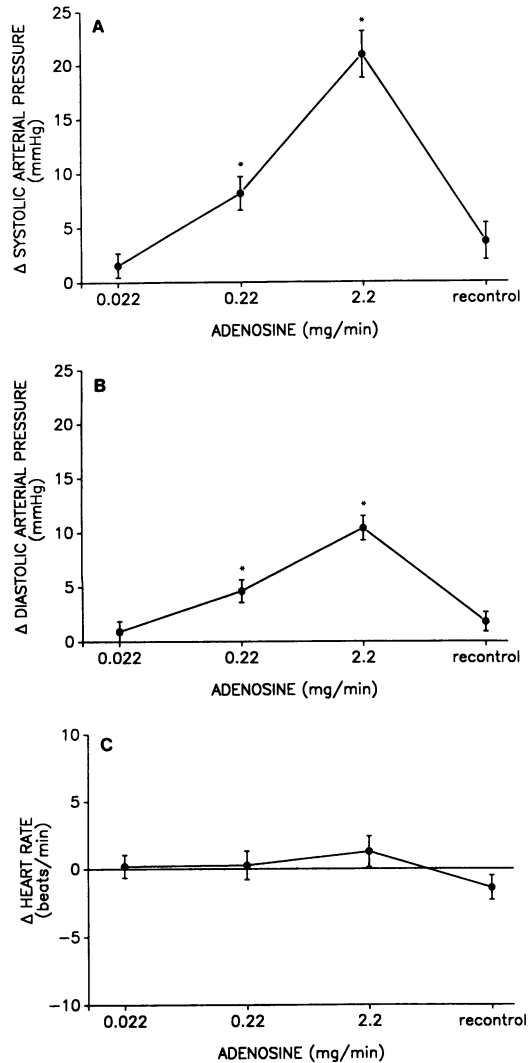 A
Δ SYSTOLIC ARTERIAL PRESSURE
(mmHg)
25
20
15
10
5
0
*
*
0.022 0.22 2.2 recontrol
ADENOSINE (mg/min)
B
Δ DIASTOLIC ARTERIAL PRESSURE
(mmHg)
25
20
15
10
5
0
*
*
0.022 0.22 2.2 recontrol
ADENOSINE (mg/min)
C
Δ HEART RATE
(beats/min)
10
5
0
−5
−10
0.022 0.22 2.2 recontrol
ADENOSINE (mg/min)